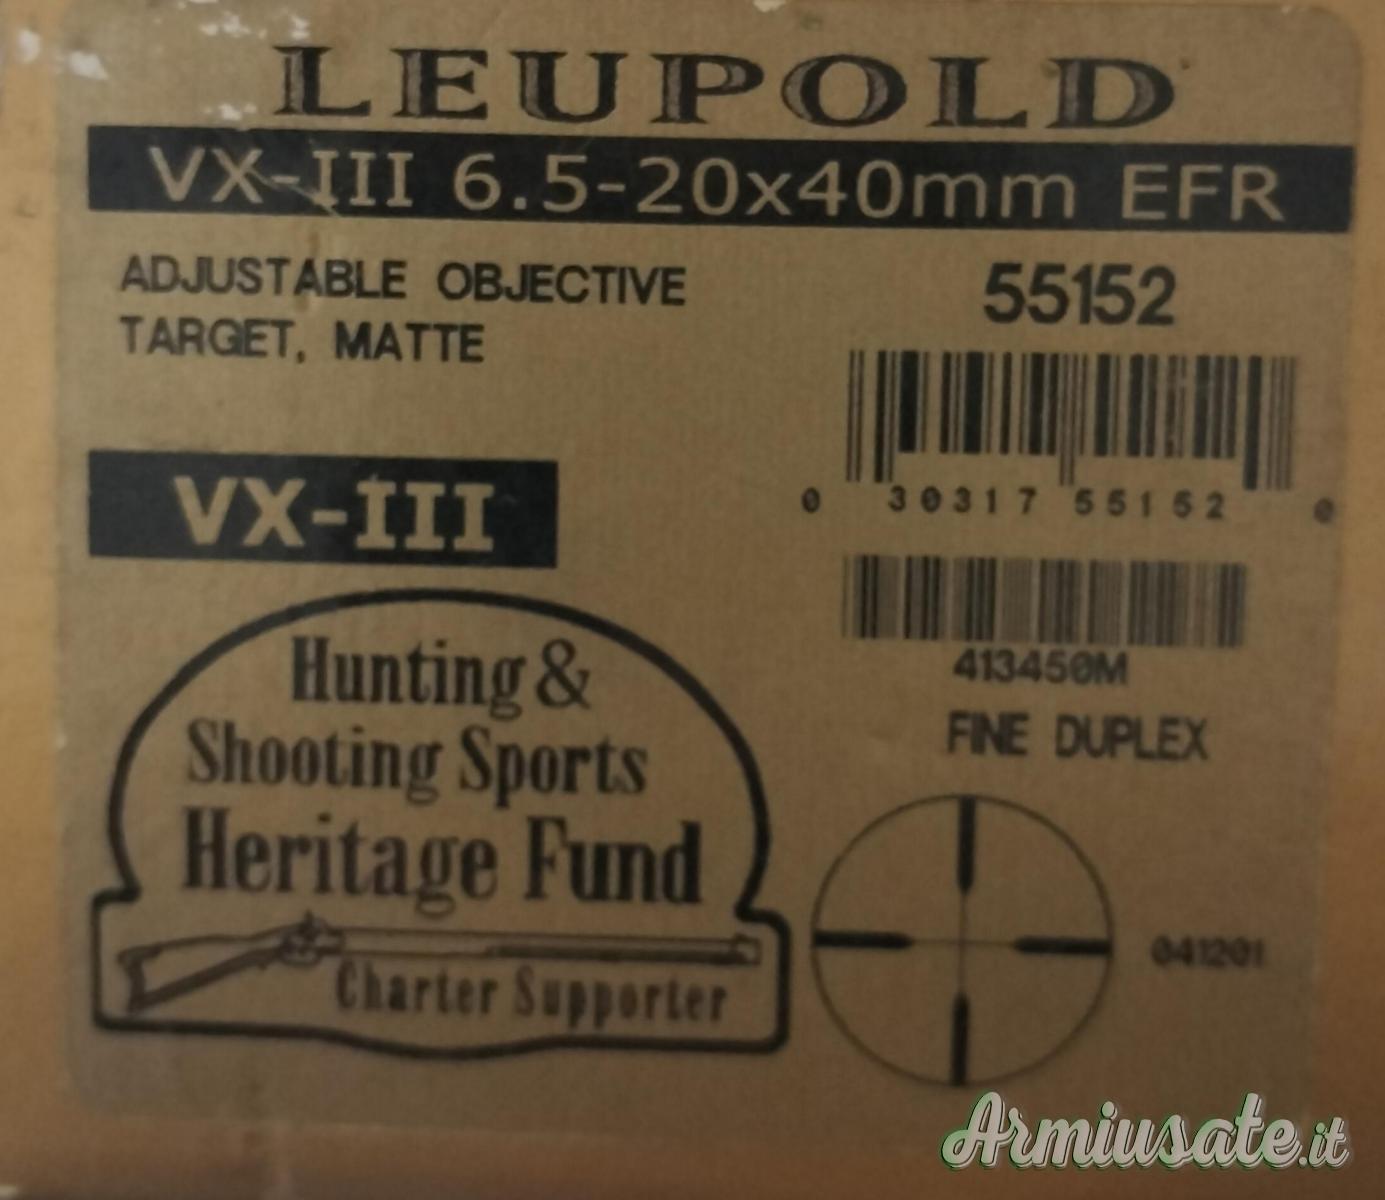 LEUPOLD
VX-III 6.5-20x40mm EFR
ADJUSTABLE OBJECTIVE
TARGET, MATTE
55152
0 30317 55152 0
VX-III
413450M
FINE DUPLEX
Hunting &
Shooting Sports
Heritage Fund
Charter Supporter
041201
Armiusate.it